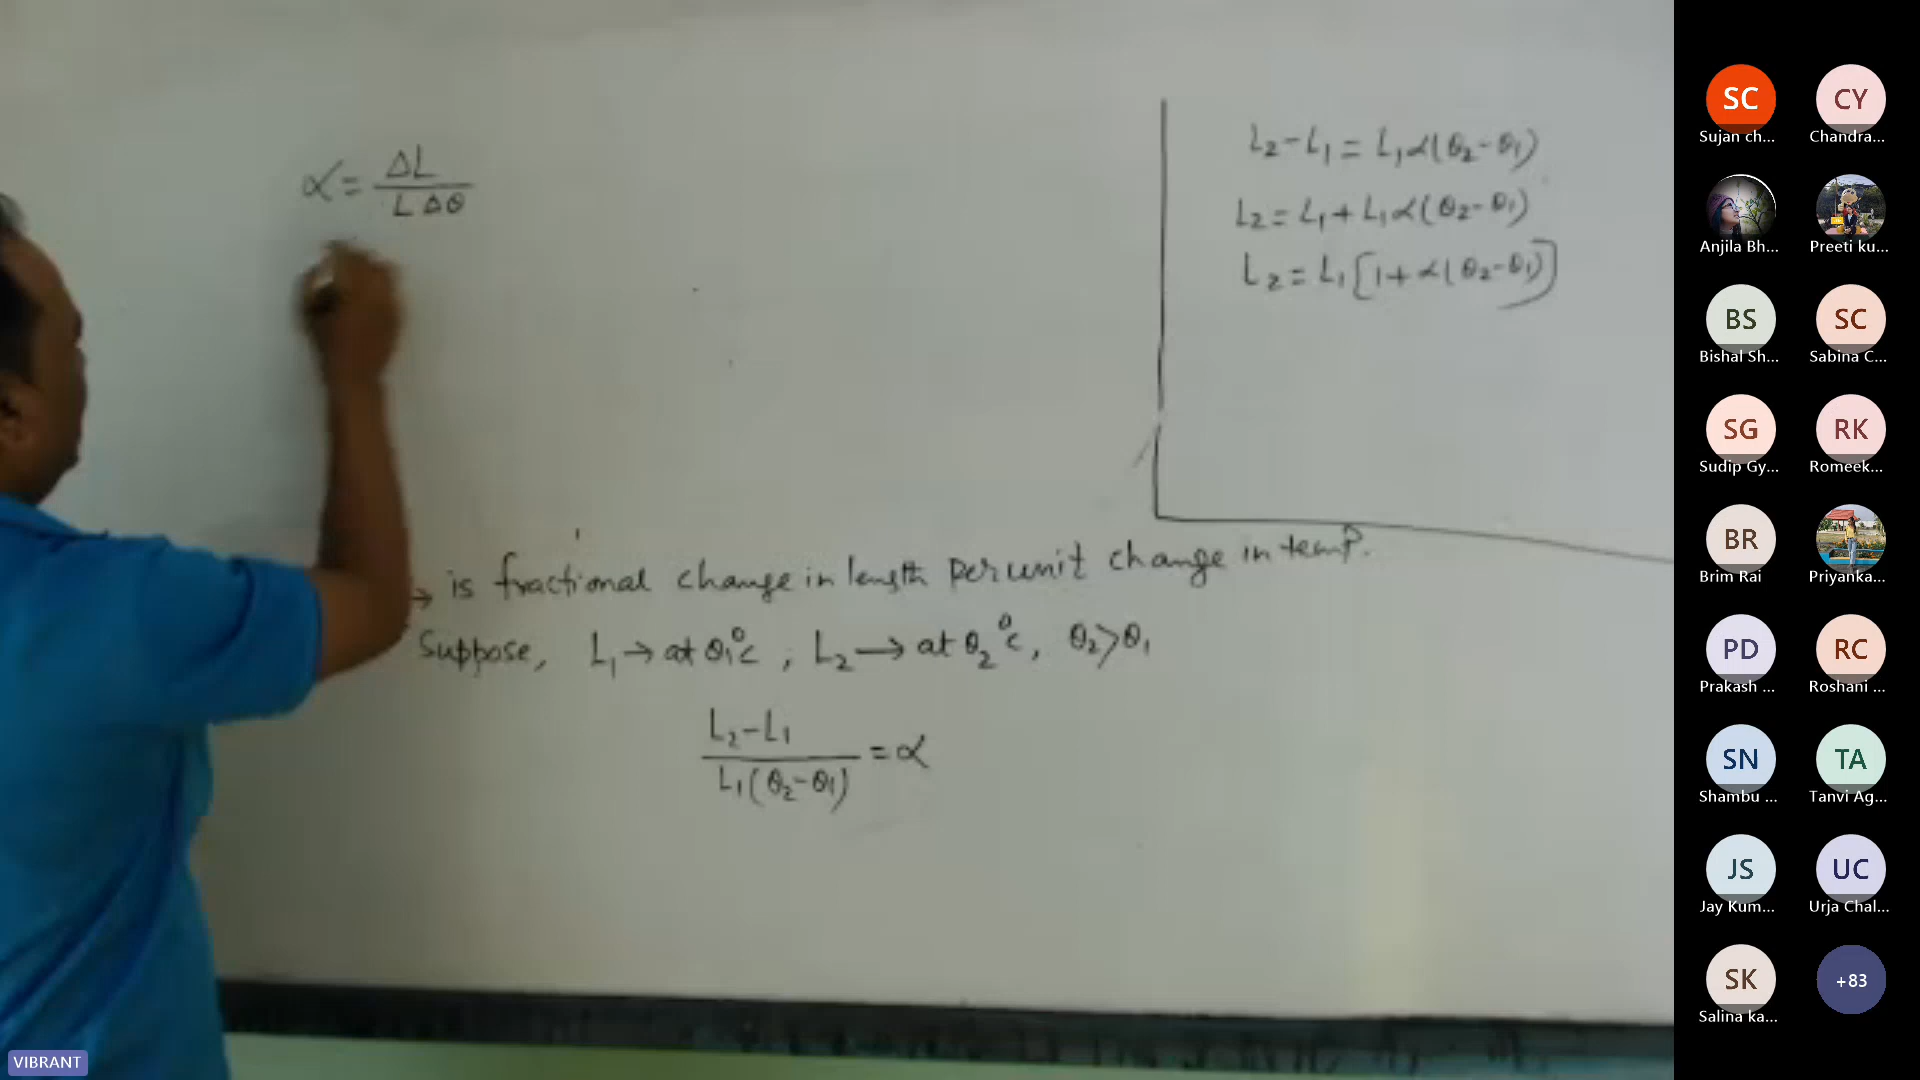 α = ΔL / L Δθ
→ is fractional change in length per unit change in temp.
Suppose, L₁ → at θ₁°c , L₂ → at θ₂°c, θ₂>θ₁
L₂-L₁ / L₁(θ₂-θ₁) = α
L₂-L₁ = L₁α(θ₂-θ₁)
L₂ = L₁ + L₁α(θ₂-θ₁)
L₂ = L₁[1+α(θ₂-θ₁)]
SC CY
Sujan ch... Chandra...
Anjila Bh... Preeti ku...
BS SC
Bishal Sh... Sabina C...
SG RK
Sudip Gy... Romeek...
BR
Brim Rai Priyanka...
PD RC
Prakash ... Roshani ...
SN TA
Shambu ... Tanvi Ag...
JS UC
Jay Kum... Urja Chal...
SK +83
Salina ka...
VIBRANT